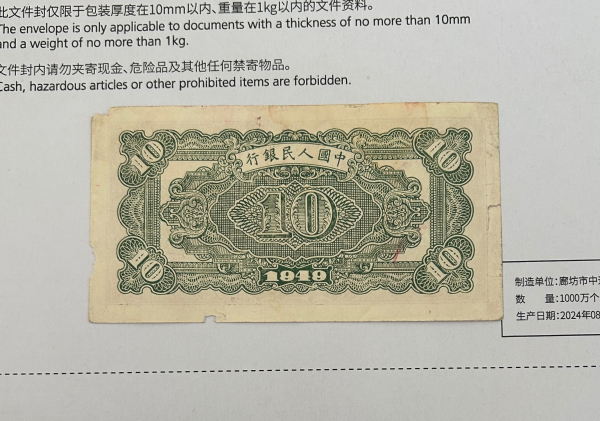 此文件封仅限于包装厚度在10mm以内、重量在1kg以内的文件资料。
The envelope is only applicable to documents with a thickness of no more than 10mm
and a weight of no more than 1kg.
文件封内请勿夹寄现金、危险品及其他任何禁寄物品。
Cash, hazardous articles or other prohibited items are forbidden.
行銀民人國中
10 10
10
10 10
1949
制造单位:廊坊市中
数 量:1000万个
生产日期:2024年08